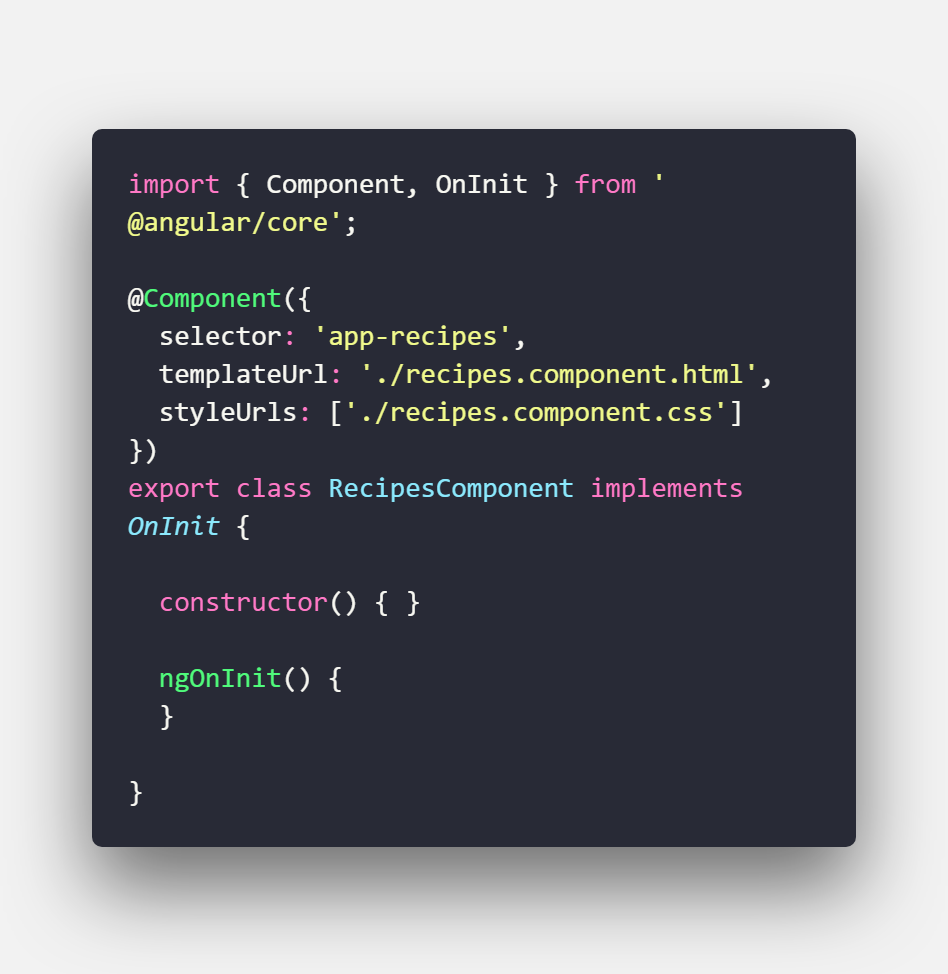 import { Component, OnInit } from '
@angular/core';
@Component({
  selector: 'app-recipes',
  templateUrl: './recipes.component.html',
  styleUrls: ['./recipes.component.css']
})
export class RecipesComponent implements
OnInit {
  constructor() { }
  ngOnInit() {
  }
}